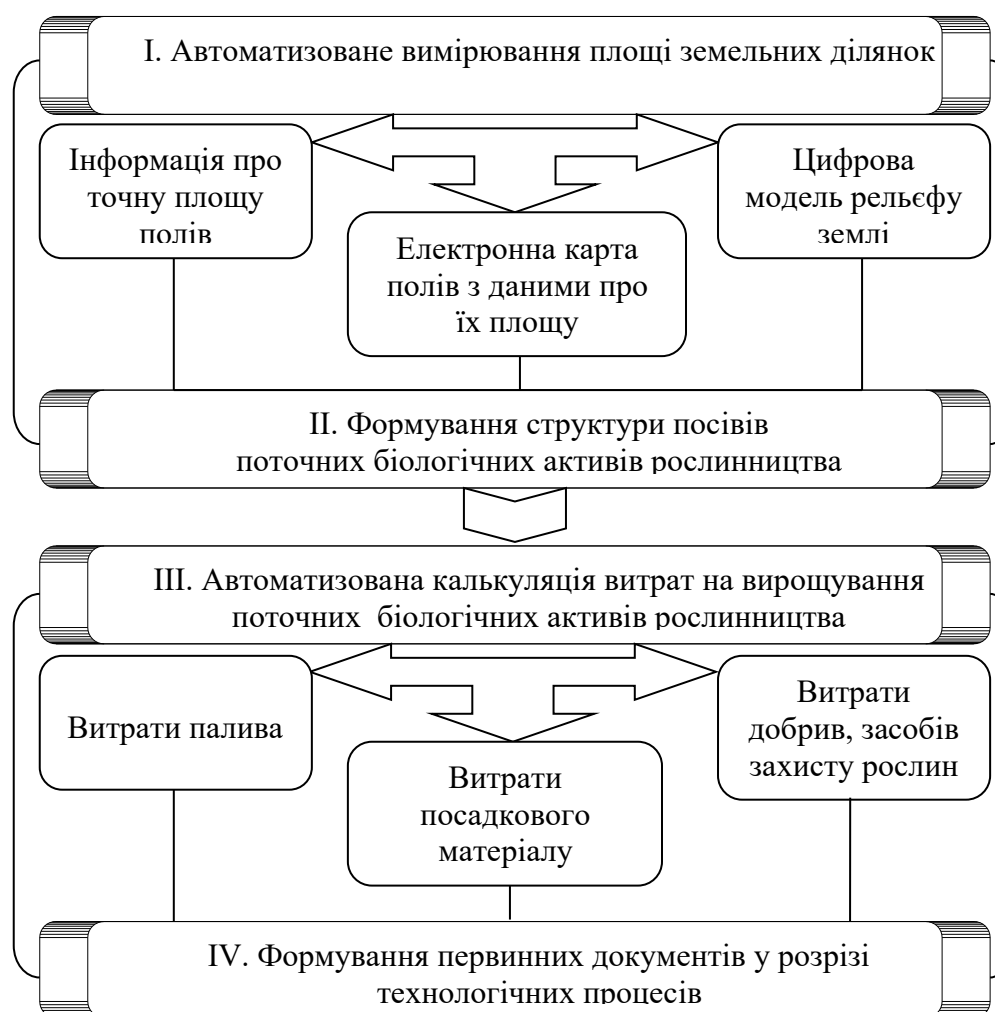 І. Автоматизоване вимірювання площі земельних ділянок
Інформація про
точну площу
полів
Цифрова
модель рельєфу
землі
Електронна карта
полів з даними про
їх площу
ІІ. Формування структури посівів
поточних біологічних активів рослинництва
ІІІ. Автоматизована калькуляція витрат на вирощування
поточних біологічних активів рослинництва
Витрати палива
Витрати
добрив, засобів
захисту рослин
Витрати
посадкового
матеріалу
IV. Формування первинних документів у розрізі
технологічних процесів